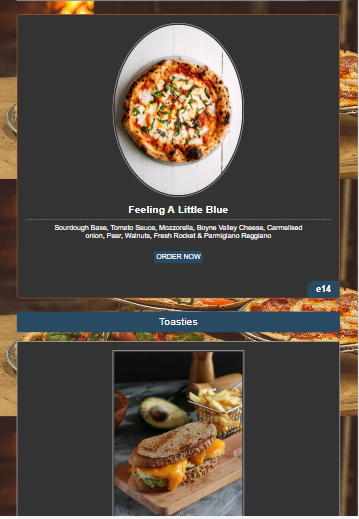 Feeling A Little Blue
Sourdough Base, Tomato Sauce, Mozzorella, Boyne Valley Cheese, Carmelised
onion, Pear, Walnuts, Fresh Rocket & Parmigiano Reggiano
ORDER NOW
e14
Toasties